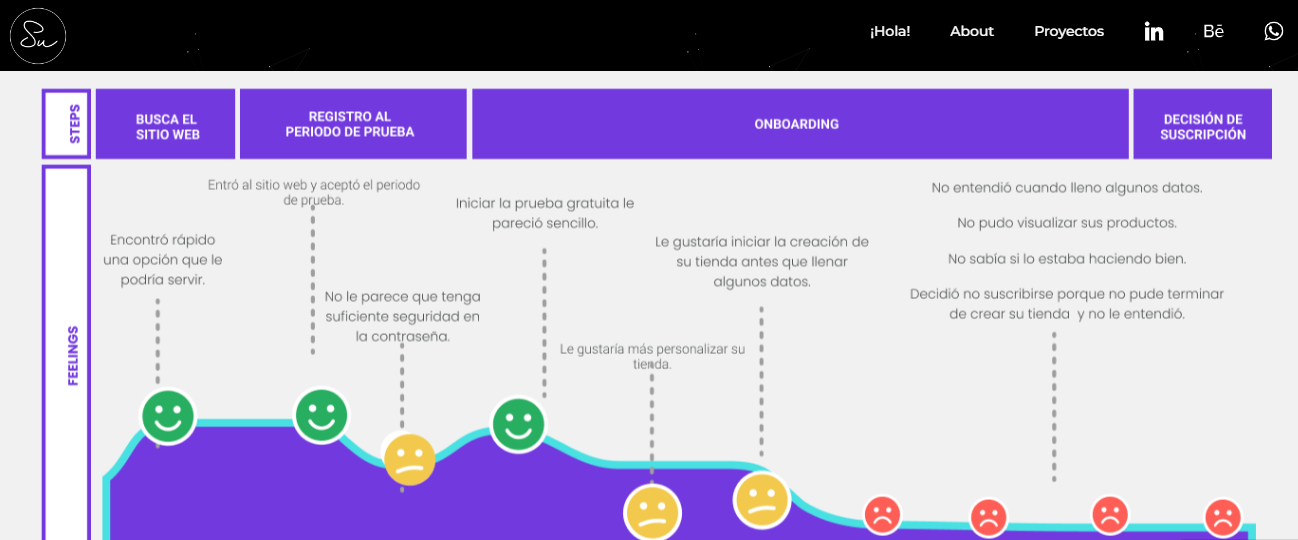 Su
¡Hola!
About
Proyectos
in
Bē
STEPS
BUSCA EL
SITIO WEB
REGISTRO AL
PERIODO DE PRUEBA
ONBOARDING
DECISIÓN DE
SUSCRIPCIÓN
FEELINGS
Encontró rápido
una opción que le
podría servir.
Entró al sitio web y aceptó el periodo
de prueba.
No le parece que tenga
suficiente seguridad en
la contraseña.
Iniciar la prueba gratuita le
pareció sencillo.
Le gustaría más personalizar su
tienda.
Le gustaría iniciar la creación de
su tienda antes que llenar
algunos datos.
No entendió cuando lleno algunos datos.
No pudo visualizar sus productos.
No sabía si lo estaba haciendo bien.
Decidió no suscribirse porque no pude terminar
de crear su tienda y no le entendió.